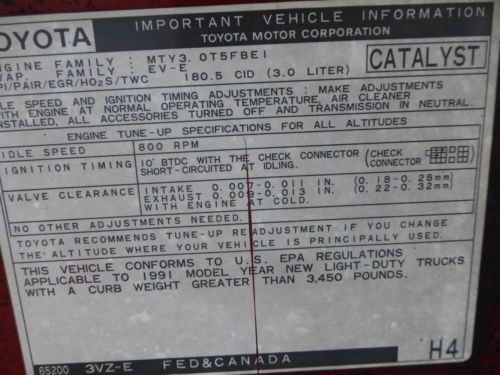 OYOTA
IMPORTANT VEHICLE INFORMATION
TOYOTA MOTOR CORPORATION
NGINE FAMILY : MTY3.0T5FBE1
VAP. FAMILY : EV-E
PI/PAIR/EGR/HO2S/TWC 180.5 CID (3.0 LITER)
CATALYST
LE SPEED AND IGNITION TIMING ADJUSTMENTS : MAKE ADJUSTMENTS
WITH ENGINE AT NORMAL OPERATING TEMPERATURE, AIR CLEANER
INSTALLED, ALL ACCESSORIES TURNED OFF AND TRANSMISSION IN NEUTRAL.
ENGINE TUNE-UP SPECIFICATIONS FOR ALL ALTITUDES
IDLE SPEED 800 RPM
IGNITION TIMING 10° BTDC WITH THE CHECK CONNECTOR
SHORT-CIRCUITED AT IDLING.
(CHECK
CONNECTOR
VALVE CLEARANCE INTAKE 0.007-0.011 IN. (0.18-0.28mm)
EXHAUST 0.009-0.013 IN. (0.22-0.32mm)
WITH ENGINE AT COLD.
NO OTHER ADJUSTMENTS NEEDED.
TOYOTA RECOMMENDS TUNE-UP READJUSTMENT IF YOU CHANGE
THE ALTITUDE WHERE YOUR VEHICLE IS PRINCIPALLY USED.
THIS VEHICLE CONFORMS TO U.S. EPA REGULATIONS
APPLICABLE TO 1991 MODEL YEAR NEW LIGHT-DUTY TRUCKS
WITH A CURB WEIGHT GREATER THAN 3,450 POUNDS.
65200 3VZ-E FED&CANADA H4